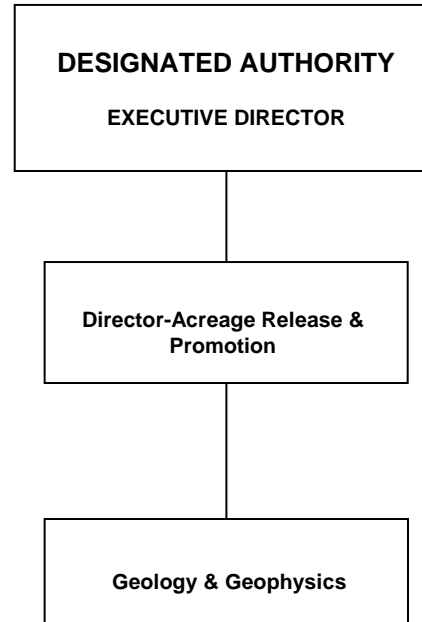 DESIGNATED AUTHORITY
EXECUTIVE DIRECTOR
Director-Acreage Release &
Promotion
Geology & Geophysics